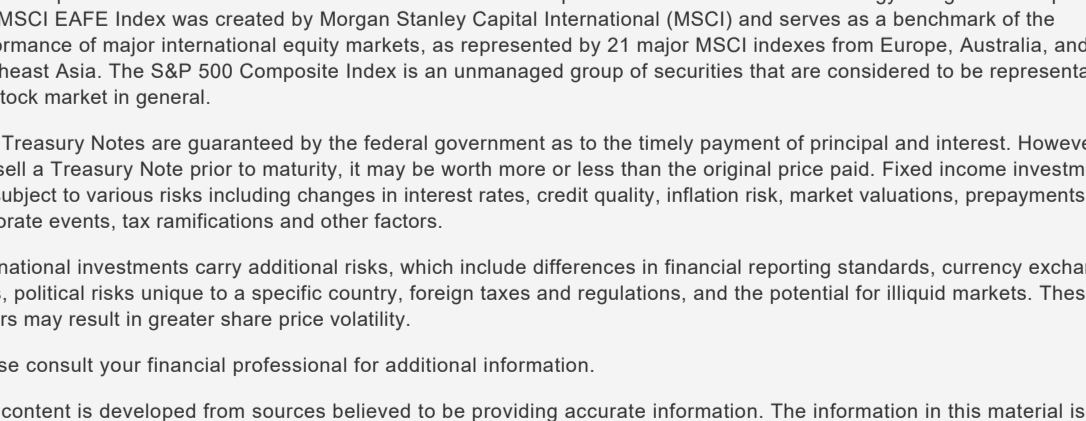 MSCI EAFE Index was created by Morgan Stanley Capital International (MSCI) and serves as a benchmark of the
ormance of major international equity markets, as represented by 21 major MSCI indexes from Europe, Australia, and
heast Asia. The S&P 500 Composite Index is an unmanaged group of securities that are considered to be representa
tock market in general.
Treasury Notes are guaranteed by the federal government as to the timely payment of principal and interest. Howeve
sell a Treasury Note prior to maturity, it may be worth more or less than the original price paid. Fixed income investm
subject to various risks including changes in interest rates, credit quality, inflation risk, market valuations, prepayments
orate events, tax ramifications and other factors.
national investments carry additional risks, which include differences in financial reporting standards, currency exchan
s, political risks unique to a specific country, foreign taxes and regulations, and the potential for illiquid markets. Thes
rs may result in greater share price volatility.
se consult your financial professional for additional information.
content is developed from sources believed to be providing accurate information. The information in this material is